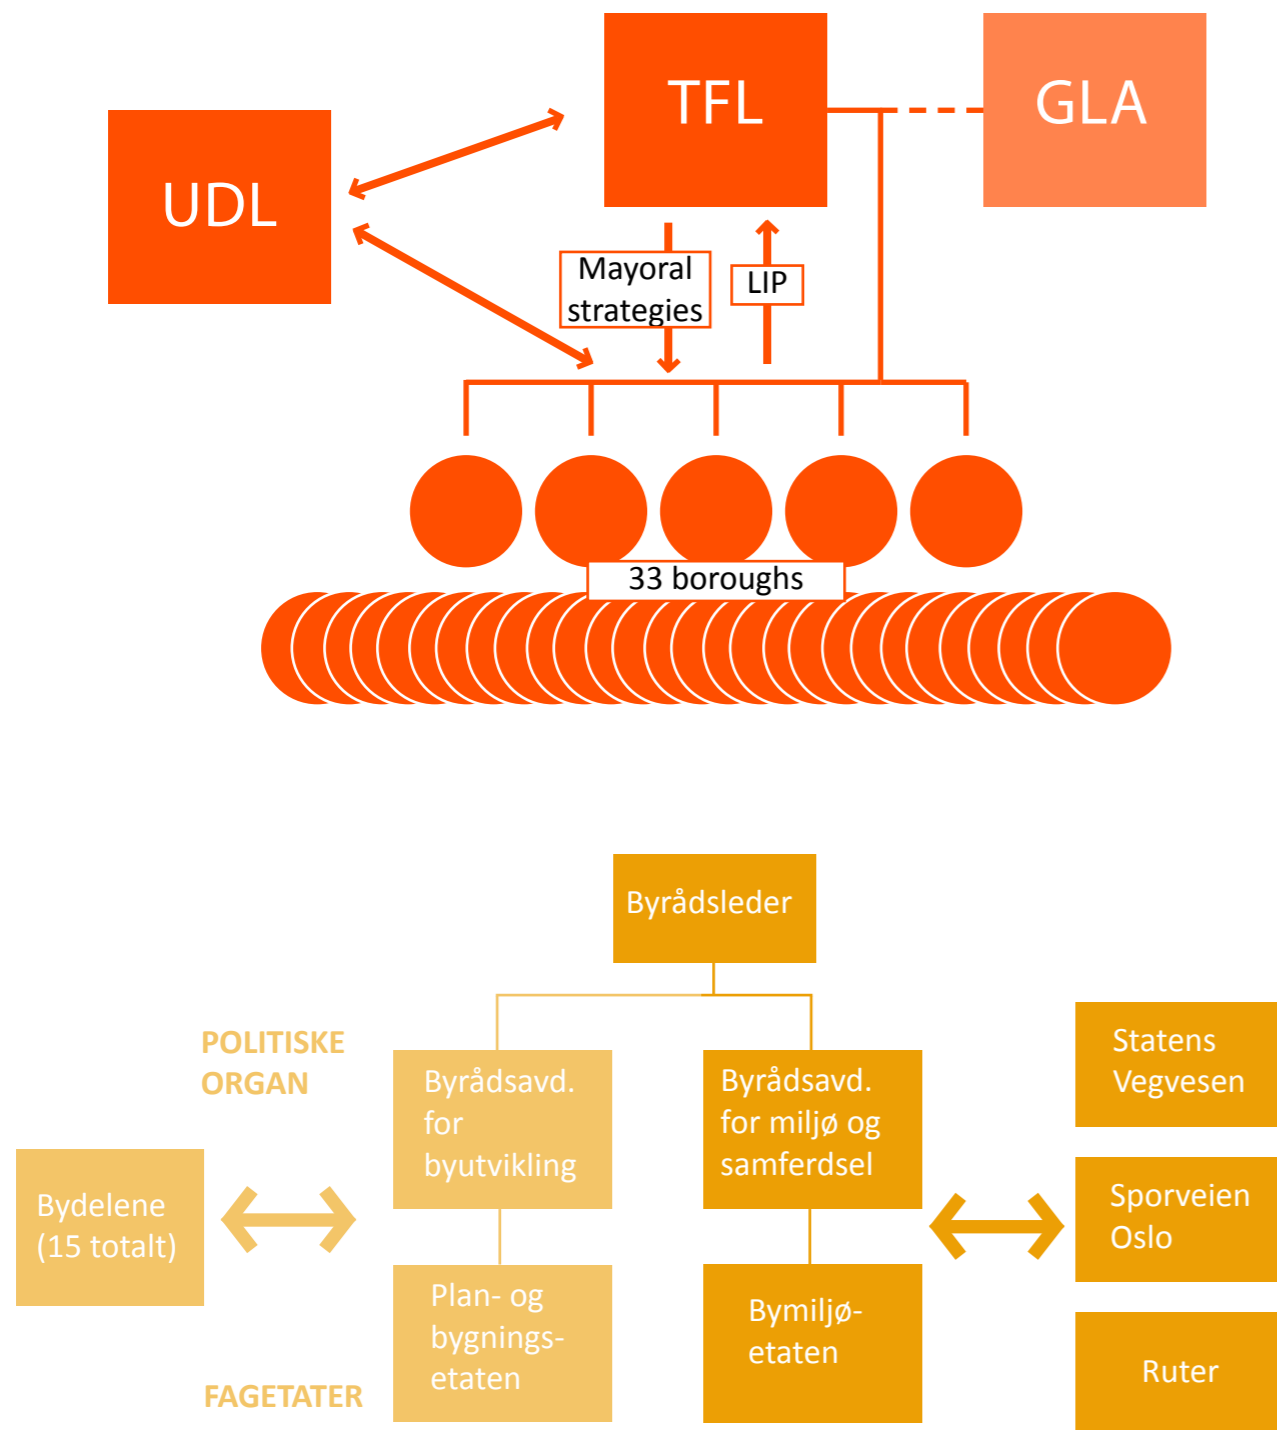 TFL
GLA
UDL
Mayoral
strategies
LIP
33 boroughs
Byrådsleder
POLITISKE
ORGAN
Byrådsavd.
for
byutvikling
Byrådsavd.
for miljø og
samferdsel
Statens
Vegvesen
Bydelene
(15 totalt)
Sporveien
Oslo
Plan- og
bygnings-
etaten
Bymiljø-
etaten
Ruter
FAGETATER